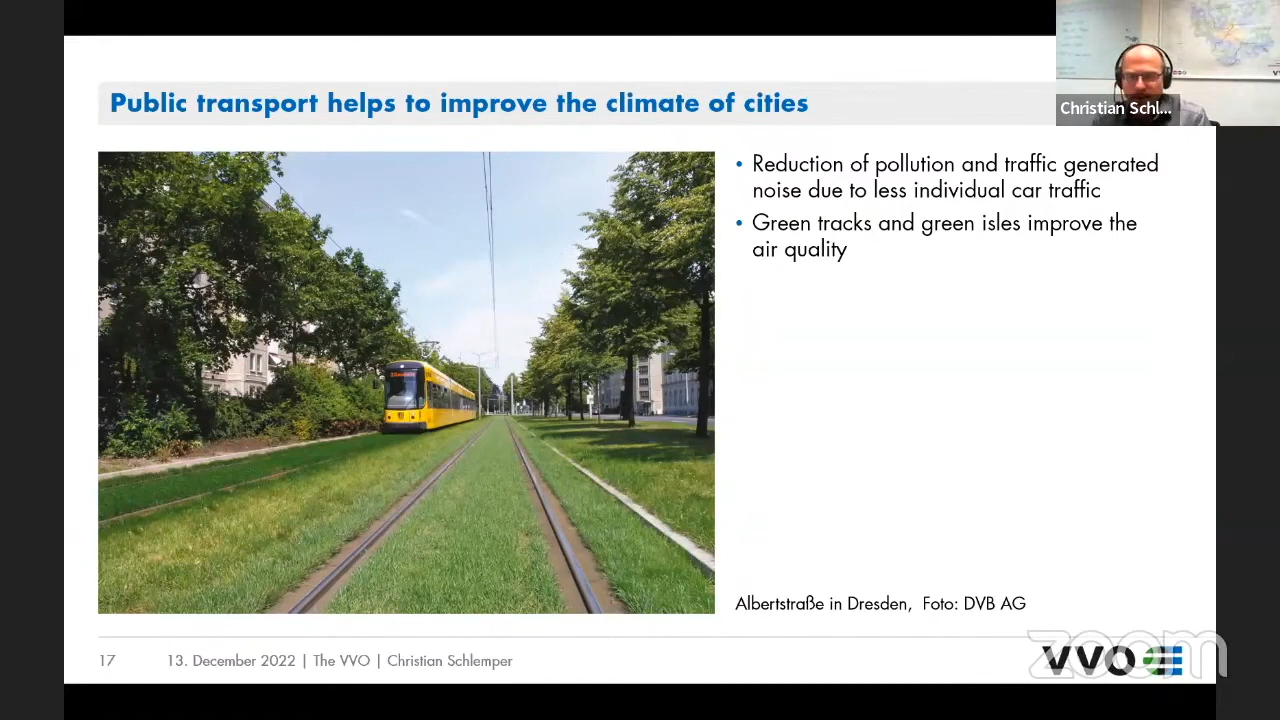 Public transport helps to improve the climate of cities
Christian Schl...
• Reduction of pollution and traffic generated
noise due to less individual car traffic
• Green tracks and green isles improve the
air quality
Albertstraße in Dresden, Foto: DVB AG
17
13. December 2022 | The VVO | Christian Schlemper
VVO
zoom